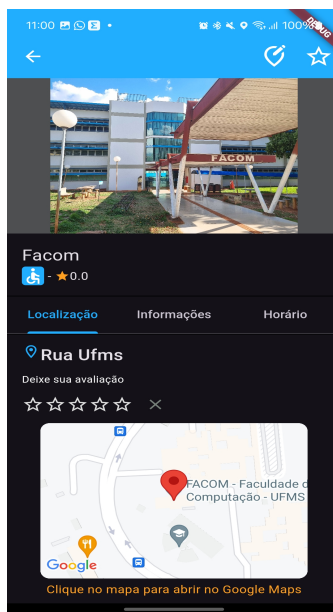 11:00
100%
DEBUG
FACOM
Facom
- 0.0
Localização Informações Horário
Rua Ufms
Deixe sua avaliação
FACOM - Faculdade d
Computação - UFMS
Google
Clique no mapa para abrir no Google Maps